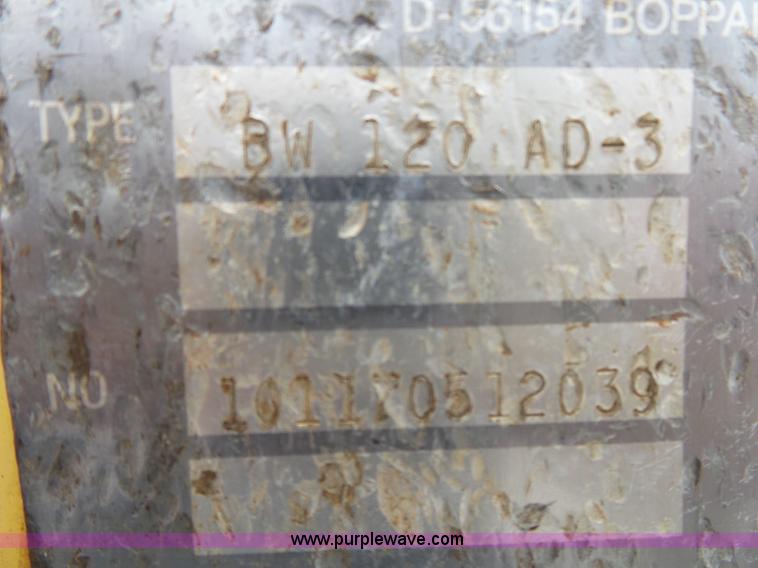 D-56154 BOPPA
TYPE BW 120 AD-3
NO 101170512039
www.purplewave.com